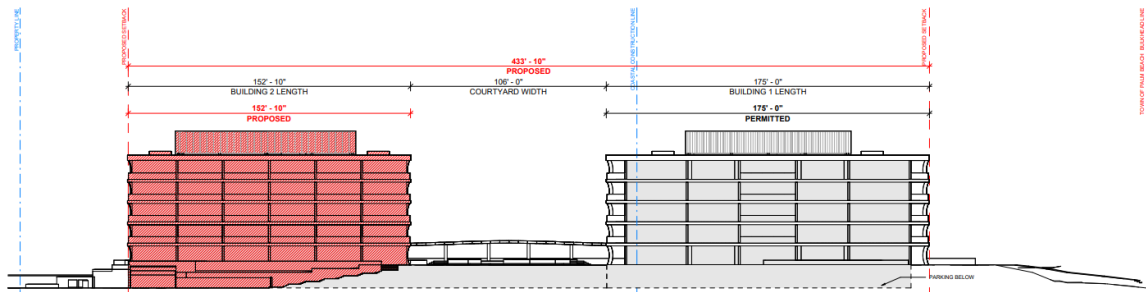 PROPERTY LINE
PROPOSED SETBACK
COASTAL CONSTRUCTION LINE
PROPOSED SETBACK
TOWN OF PALM BEACH BULKHEAD LINE
433' - 10"
PROPOSED
152' - 10"
BUILDING 2 LENGTH
106' - 0"
COURTYARD WIDTH
175' - 0"
BUILDING 1 LENGTH
152' - 10"
PROPOSED
175' - 0"
PERMITTED
PARKING BELOW